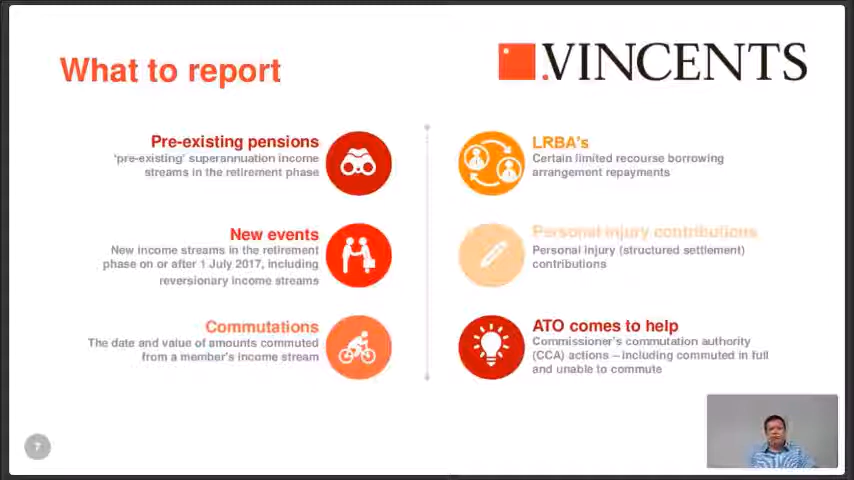 What to report
.VINCENTS
Pre-existing pensions
'pre-existing' superannuation income
streams in the retirement phase
New events
New income streams in the retirement
phase on or after 1 July 2017, including
reversionary income streams
Commutations
The date and value of amounts commuted
from a member's income stream
LRBA's
Certain limited recourse borrowing
arrangement repayments
Personal injury contributions
Personal injury (structured settlement)
contributions
ATO comes to help
Commissioner's commutation authority
(CCA) actions – including commuted in full
and unable to commute
7